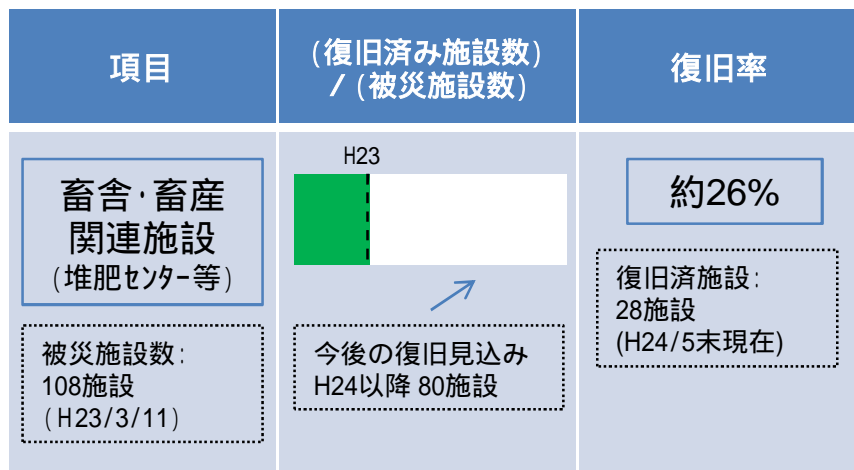 項目
(復旧済み施設数)
/(被災施設数)
復旧率
畜舎・畜産
関連施設
(堆肥センター等)
被災施設数:
108施設
(H23/3/11)
H23
今後の復旧見込み
H24以降 80施設
約26%
復旧済施設:
28施設
(H24/5末現在)